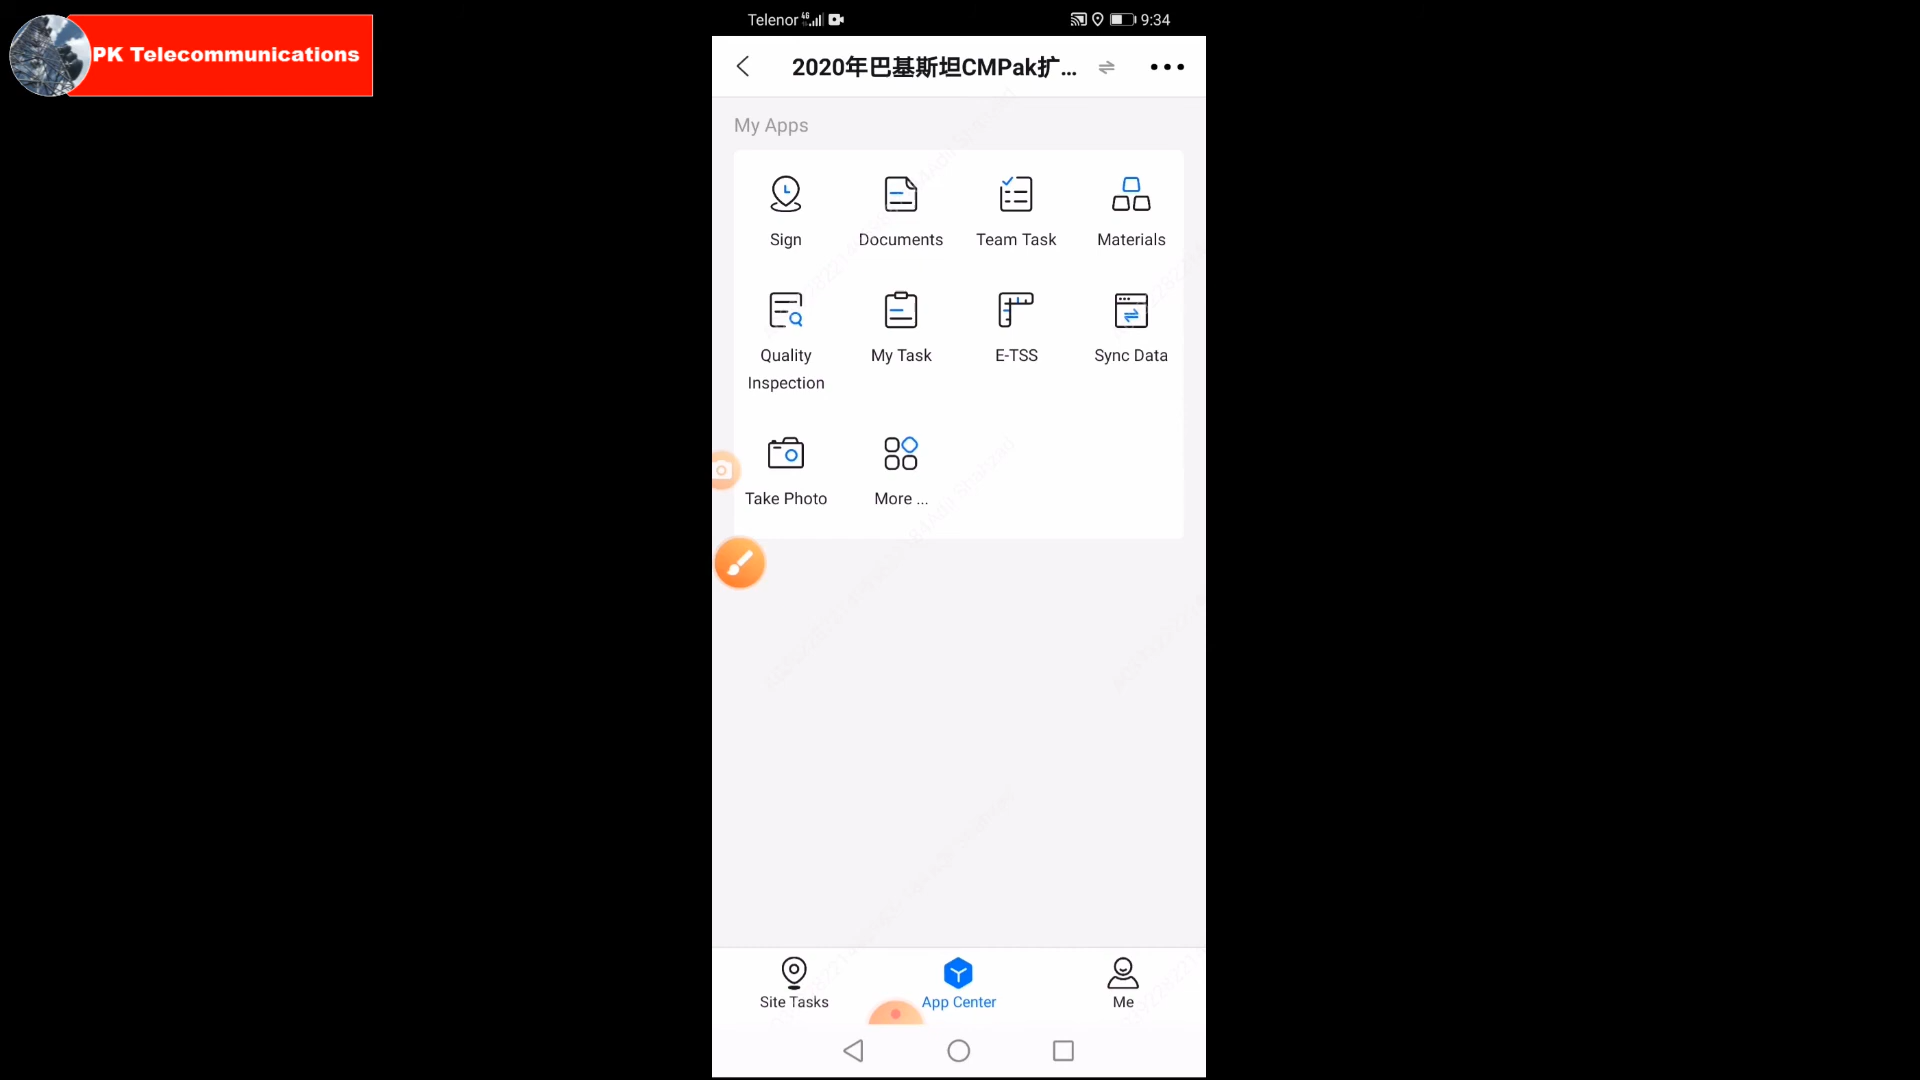 PK Telecommunications
Telenor 4G 9:34
2020年巴基斯坦CMPak扩...
My Apps
Sign Documents Team Task Materials
Quality Inspection My Task E-TSS Sync Data
Take Photo More ...
Site Tasks App Center Me